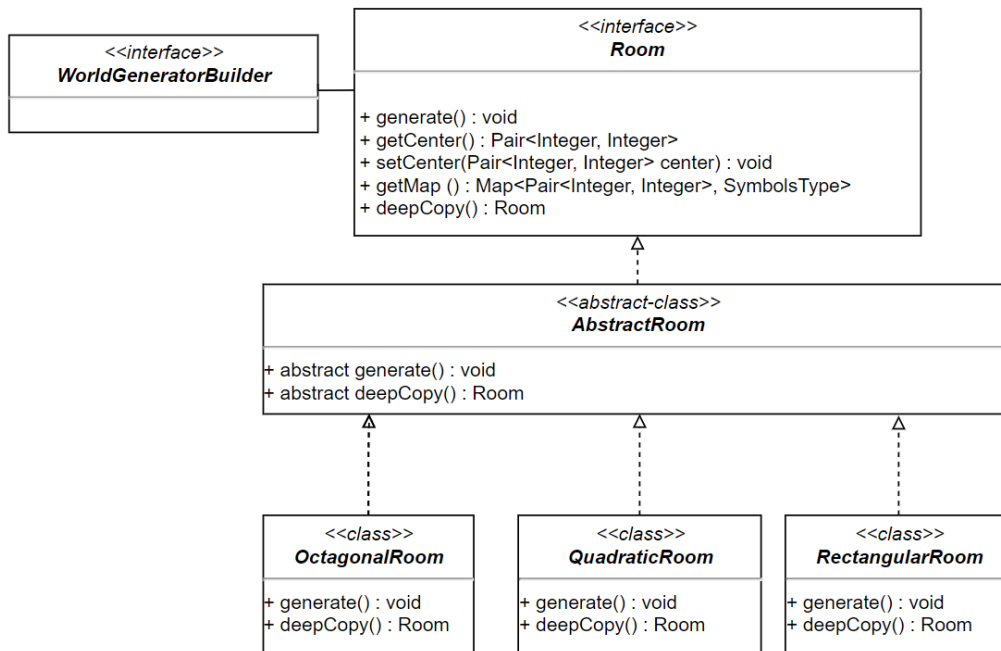 <<interface>>
WorldGeneratorBuilder
<<interface>>
Room
+ generate() : void
+ getCenter() : Pair<Integer, Integer>
+ setCenter(Pair<Integer, Integer> center) : void
+ getMap () : Map<Pair<Integer, Integer>, SymbolsType>
+ deepCopy() : Room
<<abstract-class>>
AbstractRoom
+ abstract generate() : void
+ abstract deepCopy() : Room
<<class>>
OctagonalRoom
+ generate() : void
+ deepCopy() : Room
<<class>>
QuadraticRoom
+ generate() : void
+ deepCopy() : Room
<<class>>
RectangularRoom
+ generate() : void
+ deepCopy() : Room